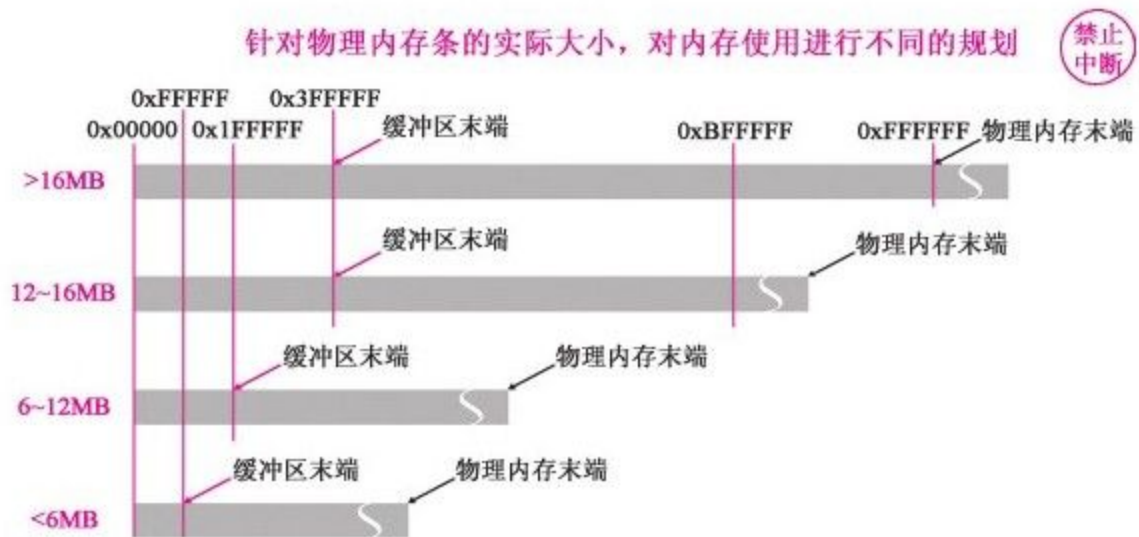 针对物理内存条的实际大小，对内存使用进行不同的规划
禁止
中断
0xFFFFF 0x3FFFFF
0x00000 0x1FFFFF 缓冲区末端 0xBFFFFF 0xFFFFFF 物理内存末端
>16MB
缓冲区末端 物理内存末端
12~16MB
缓冲区末端 物理内存末端
6~12MB
缓冲区末端 物理内存末端
<6MB